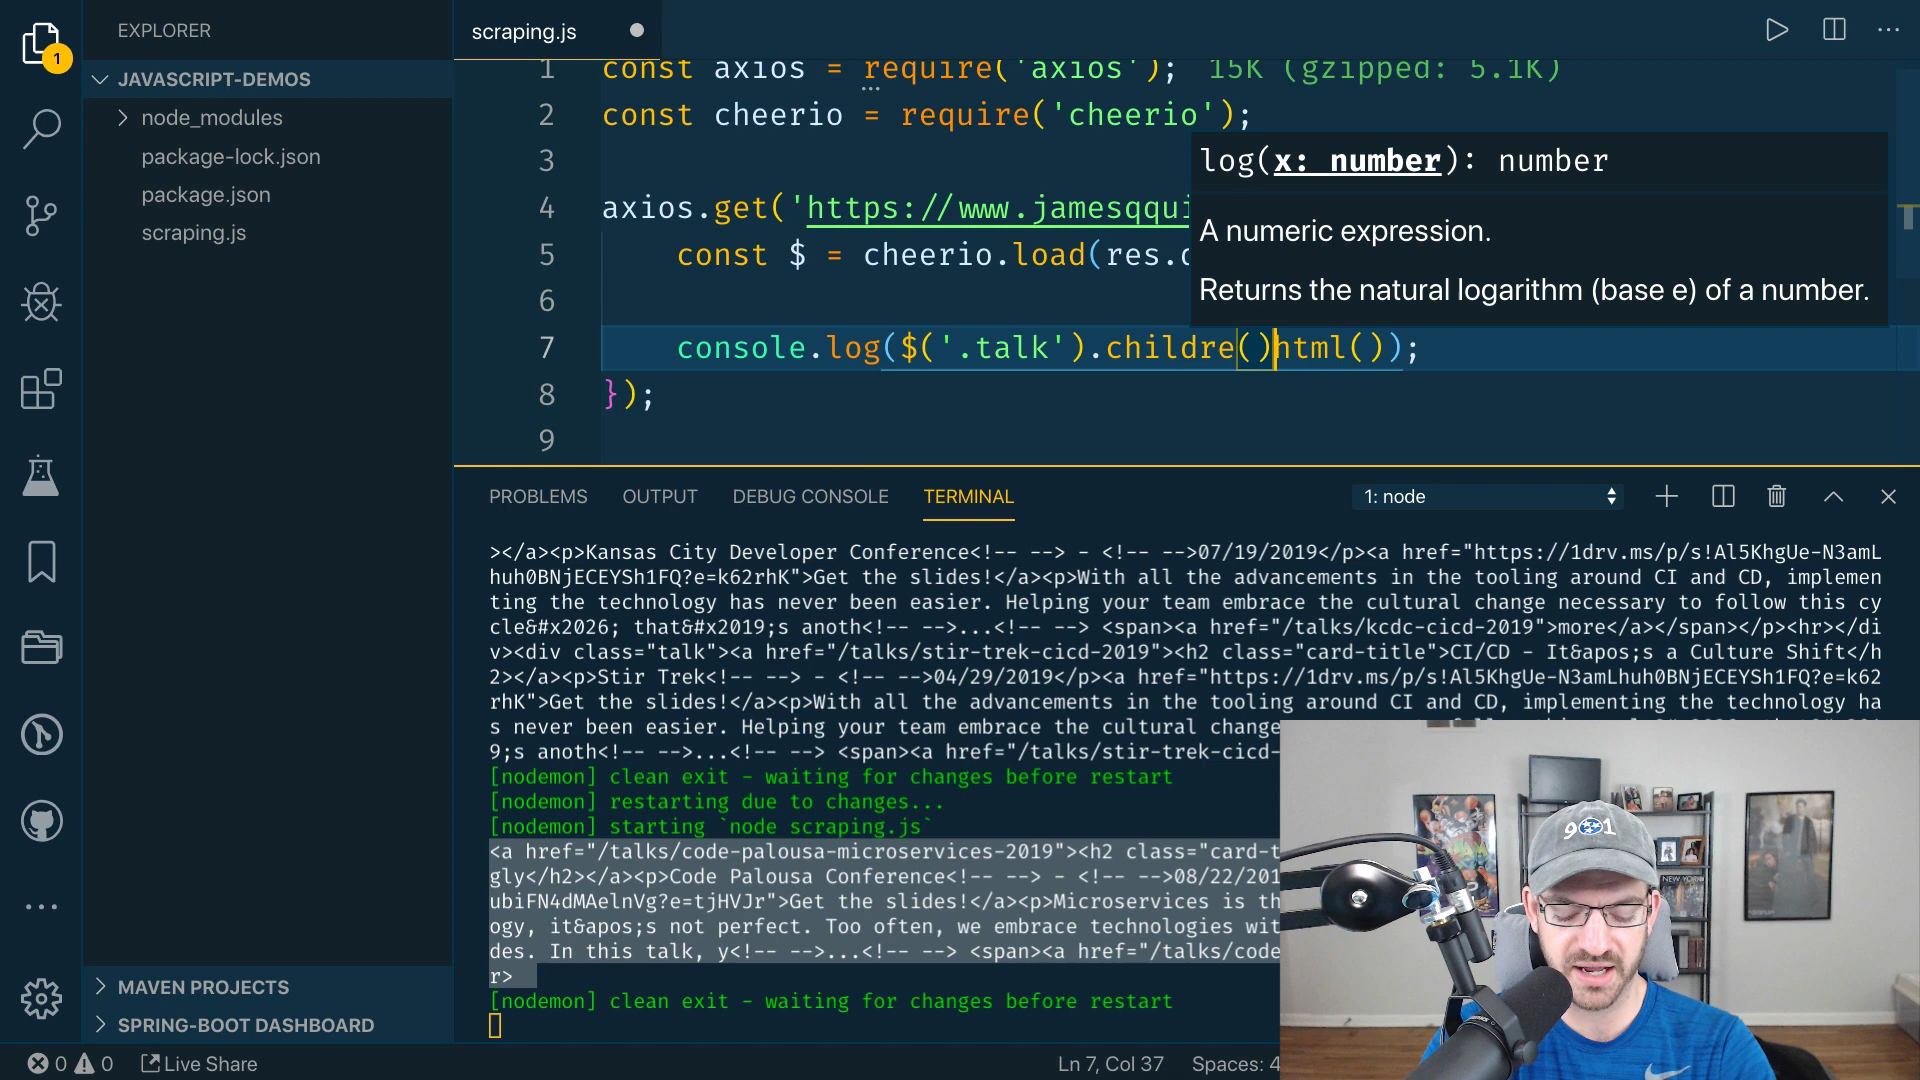 1
EXPLORER
scraping.js
JAVASCRIPT-DEMOS
node_modules
package-lock.json
package.json
scraping.js
1 const axios = require('axios'); 15K (gzipped: 5.1K)
2 const cheerio = require('cheerio');
3
4 axios.get('https://www.jamesqqui
5 const $ = cheerio.load(res.d
6
7 console.log($('.talk').childre()html());
8 });
9
log(x: number): number
A numeric expression.
Returns the natural logarithm (base e) of a number.
PROBLEMS OUTPUT DEBUG CONSOLE TERMINAL 1: node
></a><p>Kansas City Developer Conference<!-- --> - <!-- -->07/19/2019</p><a href="https://1drv.ms/p/s!Al5KhgUe-N3amL
huh0BNjECEYSh1FQ?e=k62rhK">Get the slides!</a><p>With all the advancements in the tooling around CI and CD, implemen
ting the technology has never been easier. Helping your team embrace the cultural change necessary to follow this cy
cle&#x2026; that&#x2019;s anoth<!-- -->...<!-- --> <span><a href="/talks/kcdc-cicd-2019">more</a></span></p><hr></di
v><div class="talk"><a href="/talks/stir-trek-cicd-2019"><h2 class="card-title">CI/CD - It&apos;s a Culture Shift</h
2></a><p>Stir Trek<!-- --> - <!-- -->04/29/2019</p><a href="https://1drv.ms/p/s!Al5KhgUe-N3amLhuh0BNjECEYSh1FQ?e=k62
rhK">Get the slides!</a><p>With all the advancements in the tooling around CI and CD, implementing the technology ha
s never been easier. Helping your team embrace the cultural change
9;s anoth<!-- -->...<!-- --> <span><a href="/talks/stir-trek-cicd-
[nodemon] clean exit - waiting for changes before restart
[nodemon] restarting due to changes...
[nodemon] starting `node scraping.js`
<a href="/talks/code-palousa-microservices-2019"><h2 class="card-t
gly</h2></a><p>Code Palousa Conference<!-- --> - <!-- -->08/22/201
ubiFN4dMAelnVg?e=tjHVJr">Get the slides!</a><p>Microservices is th
ogy, it&apos;s not perfect. Too often, we embrace technologies wit
des. In this talk, y<!-- -->...<!-- --> <span><a href="/talks/code
r>
[nodemon] clean exit - waiting for changes before restart
MAVEN PROJECTS
SPRING-BOOT DASHBOARD
0 0 Live Share Ln 7, Col 37 Spaces: 4
901
NEW YORK